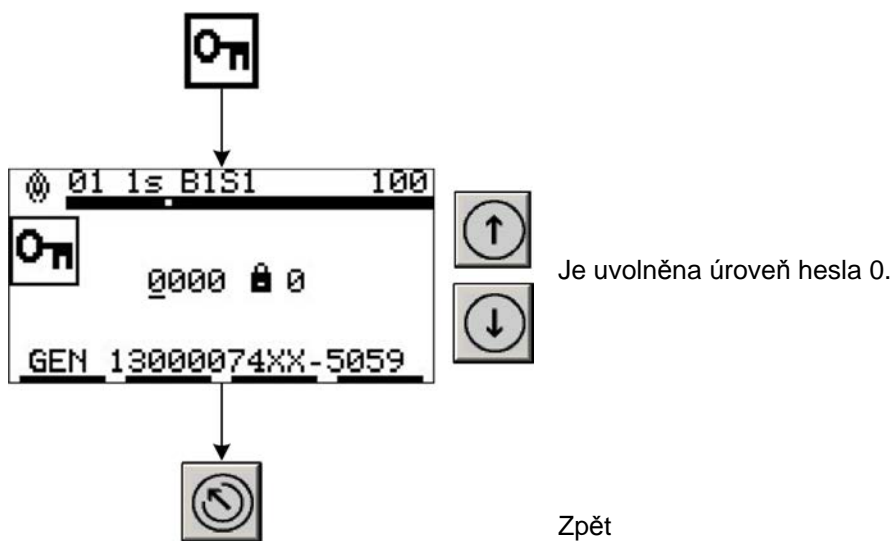 01 1s B1S1 100
0000 0
Je uvolněna úroveň hesla 0.
GEN 13000074XX-5059
Zpět